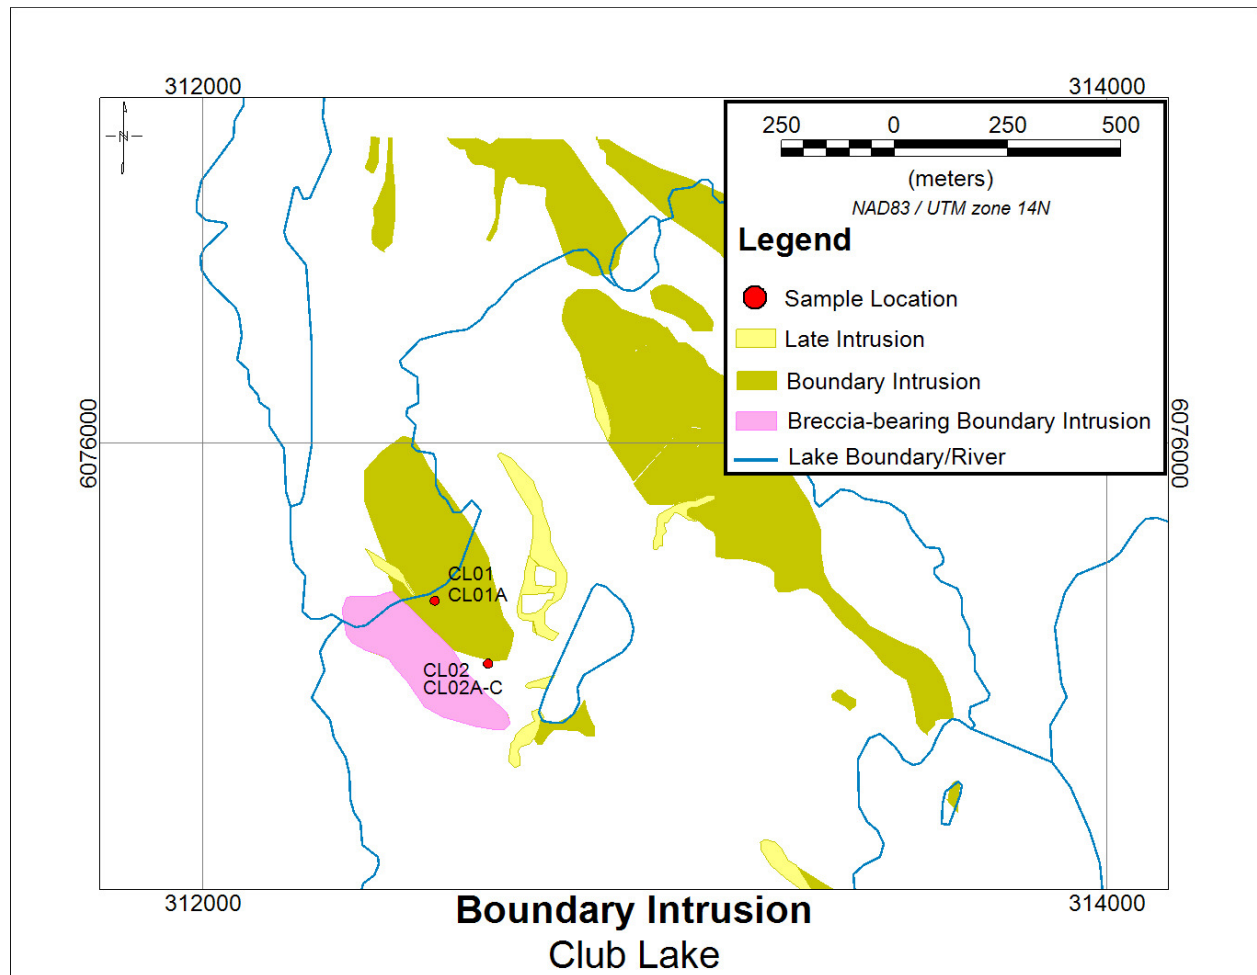 312000 314000
250 0 250 500
(meters)
NAD83 / UTM zone 14N
N
Legend
Sample Location
Late Intrusion
Boundary Intrusion
Breccia-bearing Boundary Intrusion
Lake Boundary/River
6076000 6076000
CL01
CL01A
CL02
CL02A-C
312000 314000
Boundary Intrusion
Club Lake